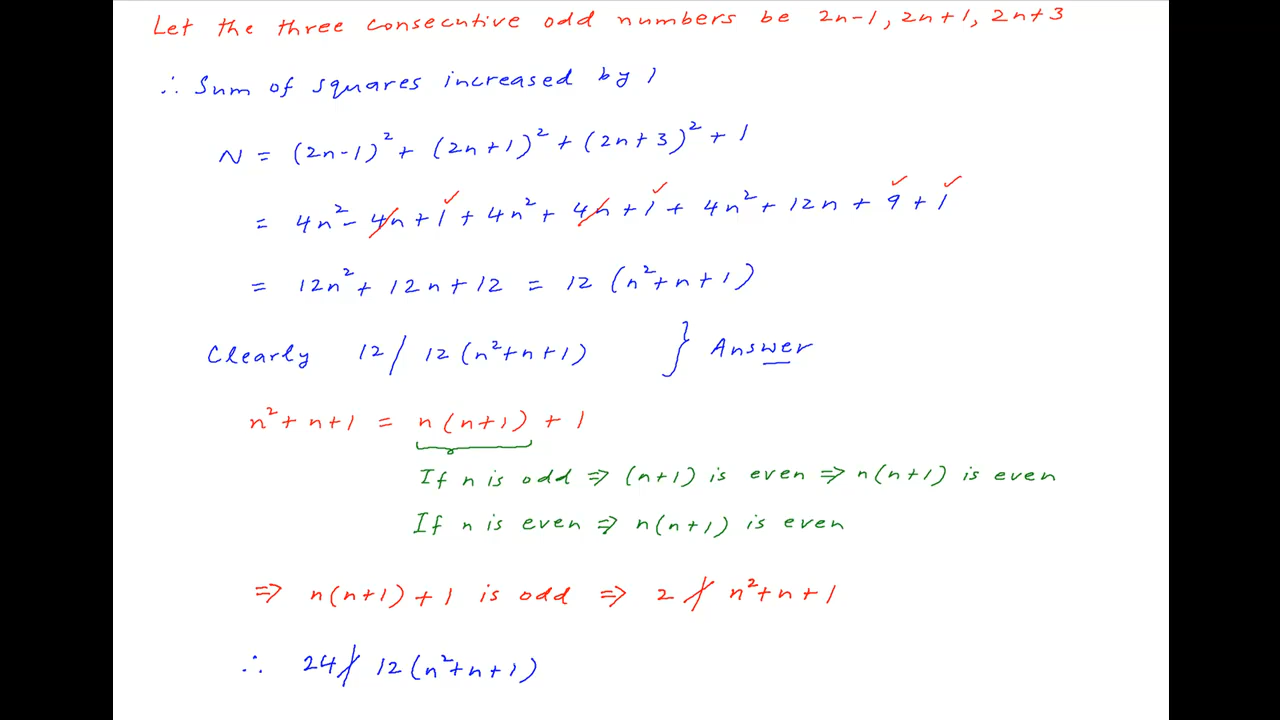 Let the three consecutive odd numbers be 2n-1, 2n+1, 2n+3
∴ Sum of squares increased by 1
N = (2n-1)² + (2n+1)² + (2n+3)² + 1
= 4n² - 4n + 1 + 4n² + 4n + 1 + 4n² + 12n + 9 + 1
= 12n² + 12n + 12 = 12 (n²+n+1)
Clearly 12 / 12 (n²+n+1) } Answer
n² + n + 1 = n (n+1) + 1
If n is odd ⇒ (n+1) is even ⇒ n(n+1) is even
If n is even ⇒ n(n+1) is even
⇒ n(n+1) + 1 is odd ⇒ 2 ∤ n²+n+1
∴ 24 ∤ 12 (n²+n+1)